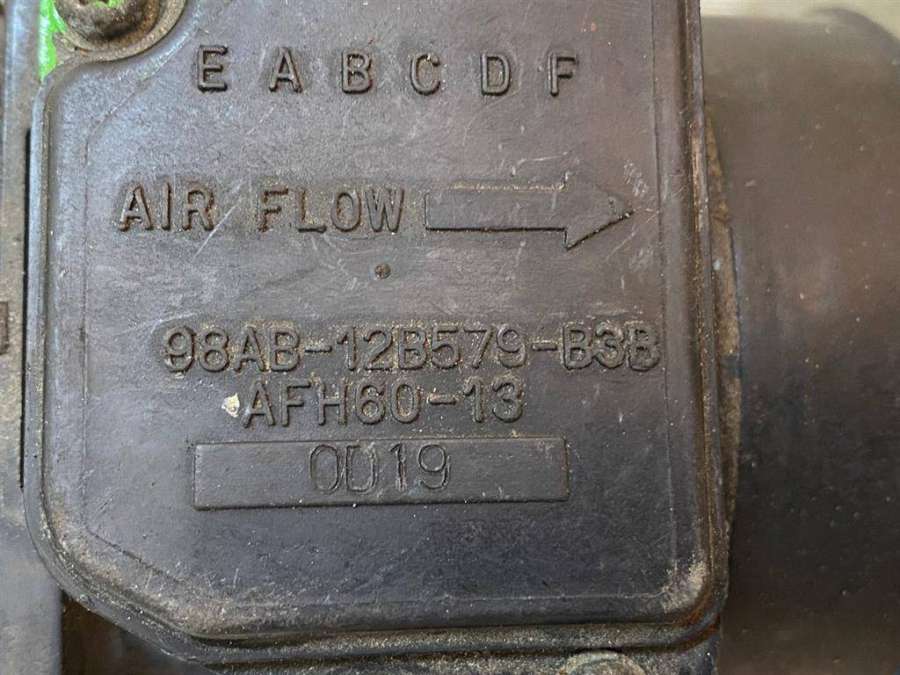 E A B C D F
AIR FLOW
98AB-12B579-B3B
AFH60-13
0D19